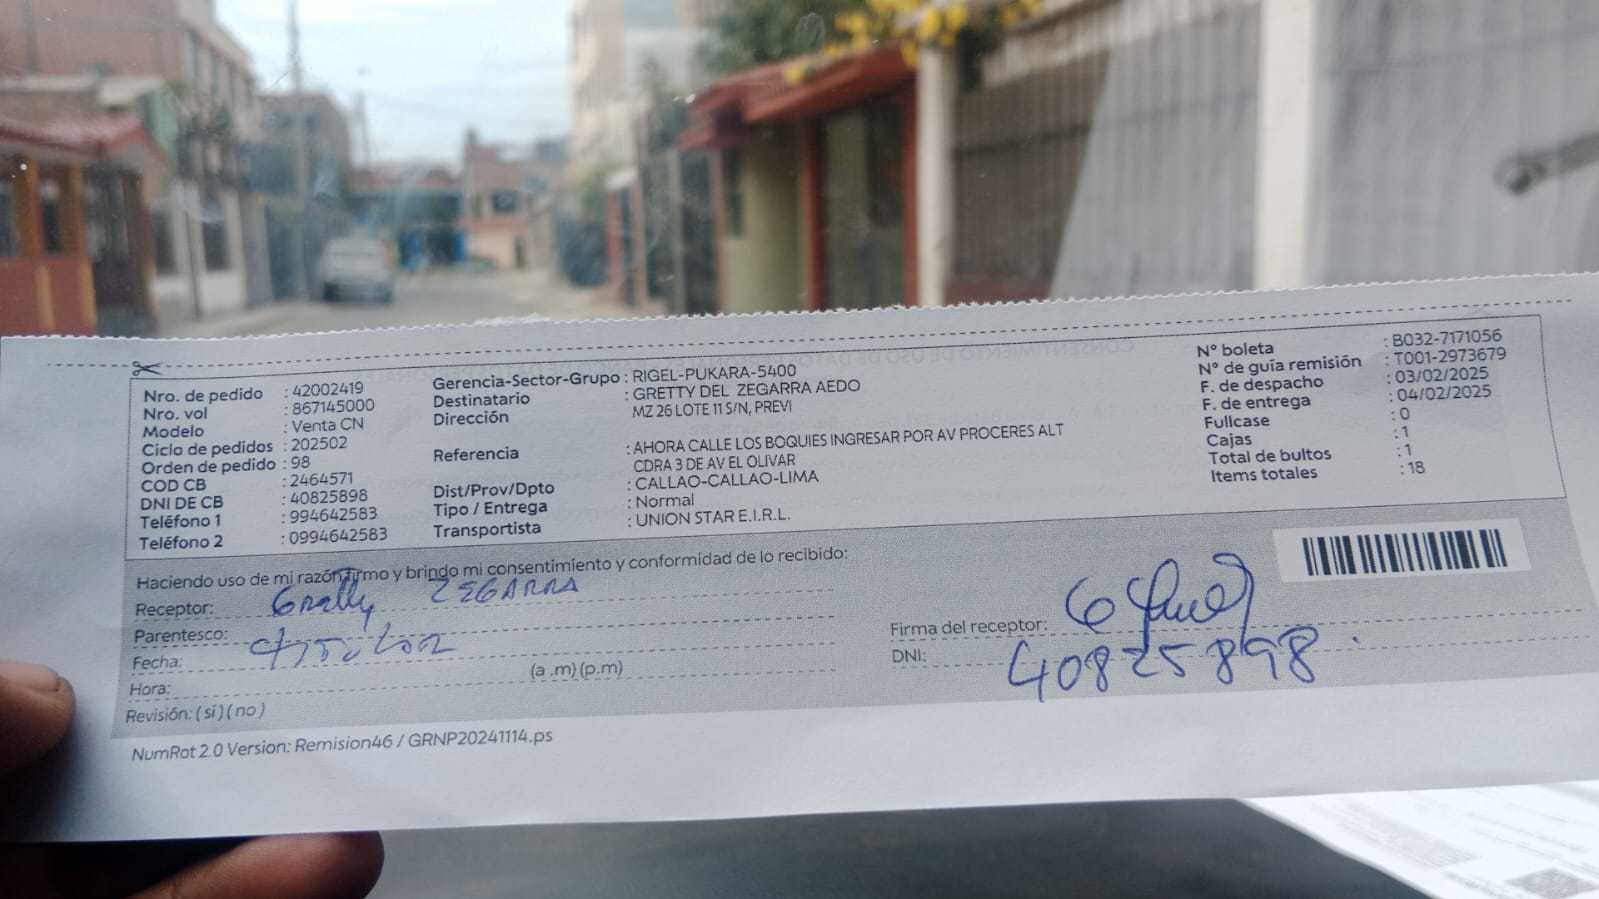 Nro. de pedido : 42002419
Nro. vol : 867145000
Modelo : Venta CN
Ciclo de pedidos : 202502
Orden de pedido : 98
COD CB : 2464571
DNI DE CB : 40825898
Teléfono 1 : 994642583
Teléfono 2 : 0994642583
Gerencia-Sector-Grupo : RIGEL-PUKARA-5400
Destinatario : GRETTY DEL ZEGARRA AEDO
Dirección MZ 26 LOTE 11 S/N, PREVI
Referencia : AHORA CALLE LOS BOQUIES INGRESAR POR AV PROCERES ALT
CDRA 3 DE AV EL OLIVAR
Dist/Prov/Dpto : CALLAO-CALLAO-LIMA
Tipo / Entrega : Normal
Transportista : UNION STAR E.I.R.L.
N° boleta : B032-7171056
N° de guía remisión : T001-2973679
F. de despacho : 03/02/2025
F. de entrega : 04/02/2025
Fullcase : 0
Cajas : 1
Total de bultos : 1
Items totales : 18
Haciendo uso de mi razón firmo y brindo mi consentimiento y conformidad de lo recibido:
Receptor: Gretty ZEGARRA
Parentesco:
Fecha:
Hora: (a .m) (p.m)
Revisión: ( sí ) ( no )
Firma del receptor:
DNI: 40825898
NumRot 2.0 Version: Remision46 / GRNP20241114.ps